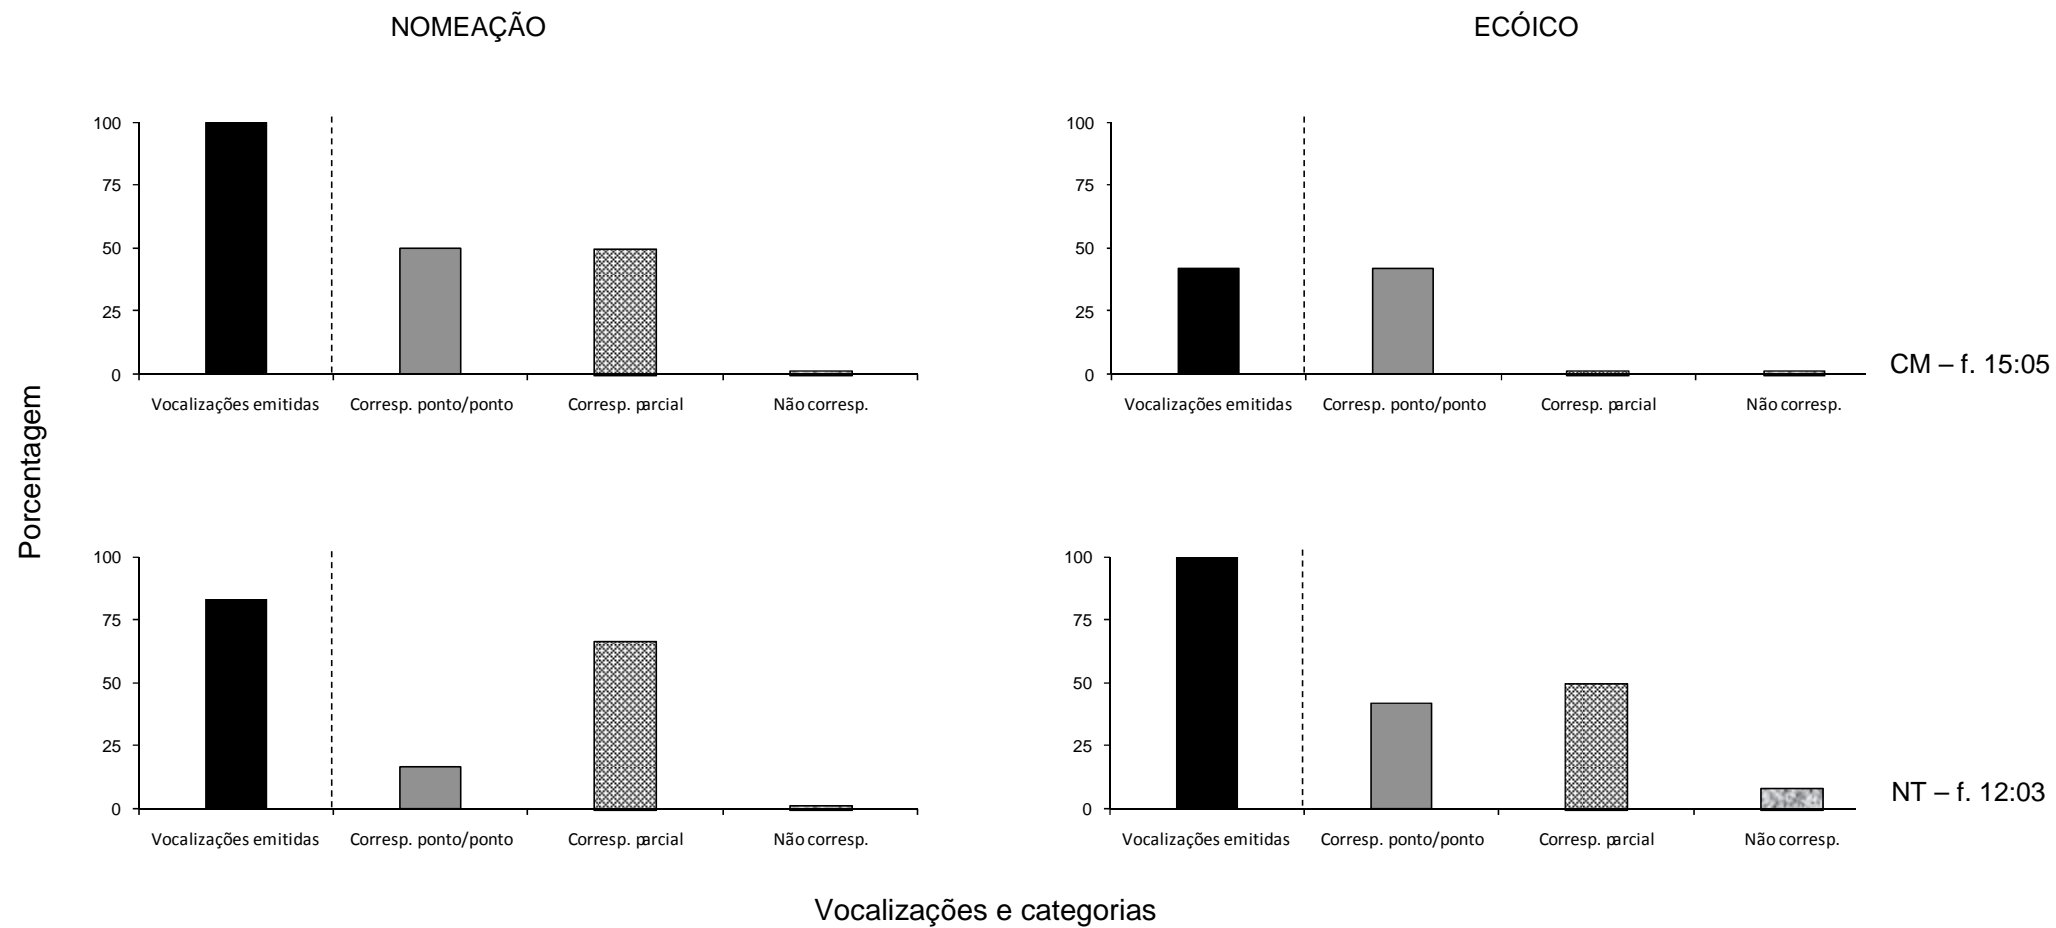 NOMEAÇÃO
ECÓICO
100
75
50
25
0
Vocalizações emitidas
Corresp. ponto/ponto
Corresp. parcial
Não corresp.
100
75
50
25
0
Vocalizações emitidas
Corresp. ponto/ponto
Corresp. parcial
Não corresp.
CM – f. 15:05
Porcentagem
100
75
50
25
0
Vocalizações emitidas
Corresp. ponto/ponto
Corresp. parcial
Não corresp.
100
75
50
25
0
Vocalizações emitidas
Corresp. ponto/ponto
Corresp. parcial
Não corresp.
NT – f. 12:03
Vocalizações e categorias